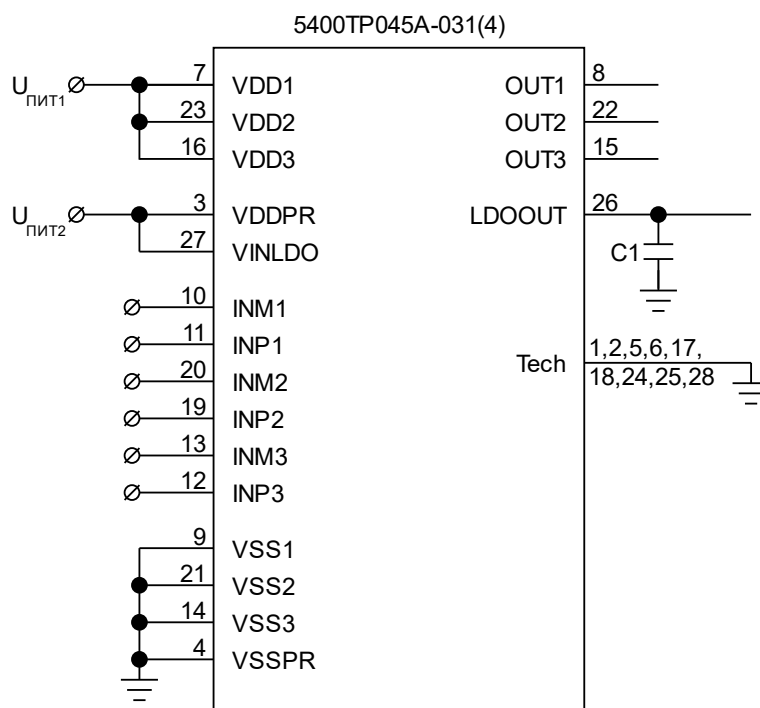 5400TP045A-031(4)
UПИТ1
7 VDD1
23 VDD2
16 VDD3
UПИТ2
3 VDDPR
27 VINLDO
10 INM1
11 INP1
20 INM2
19 INP2
13 INM3
12 INP3
9 VSS1
21 VSS2
14 VSS3
4 VSSPR
OUT1 8
OUT2 22
OUT3 15
LDOOUT 26
C1
Tech 1,2,5,6,17,
18,24,25,28